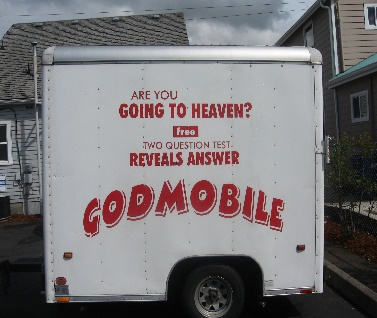 ARE YOU
GOING TO HEAVEN?
free
TWO QUESTION TEST
REVEALS ANSWER
GODMOBILE